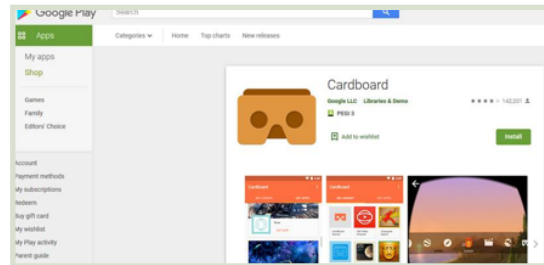 Google Play
Search
Apps
Categories
Home
Top charts
New releases
My apps
Shop
Games
Family
Editors' Choice
Account
Payment methods
My subscriptions
Redeem
Buy gift card
My wishlist
My Play activity
Parent guide
Cardboard
Google LLC Libraries & Demo
142,201
PEGI 3
Add to wishlist
Install
Cardboard
Cardboard